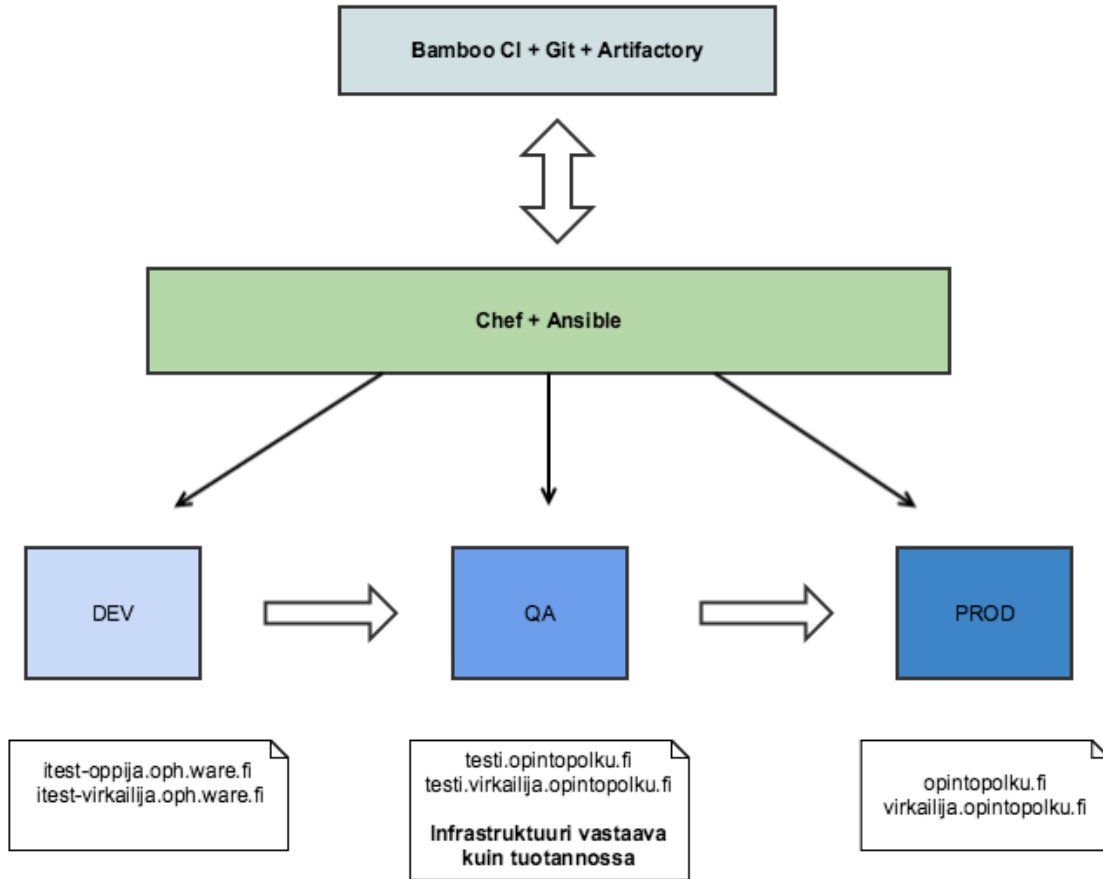 Bamboo CI + Git + Artifactory
Chef + Ansible
DEV
QA
PROD
itest-oppija.oph.ware.fi
itest-virkailija.oph.ware.fi
testi.opintopolku.fi
testi.virkailija.opintopolku.fi
Infrastruktuuri vastaava
kuin tuotannossa
opintopolku.fi
virkailija.opintopolku.fi